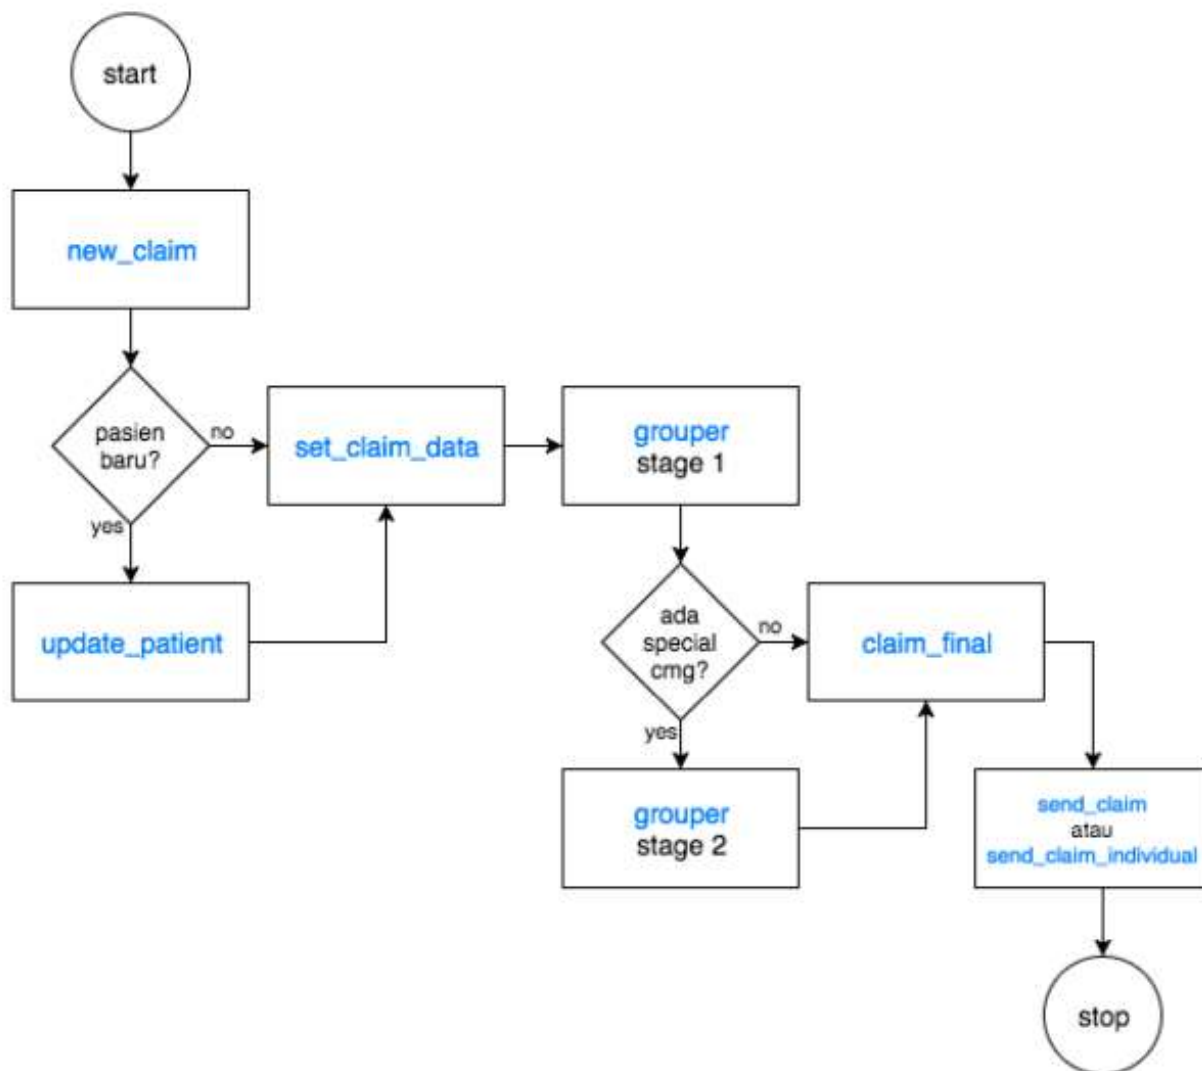 start
new_claim
pasien
baru?
no
yes
update_patient
set_claim_data
grouper
stage 1
ada
special
cmg?
no
yes
grouper
stage 2
claim_final
send_claim
atau
send_claim_individual
stop